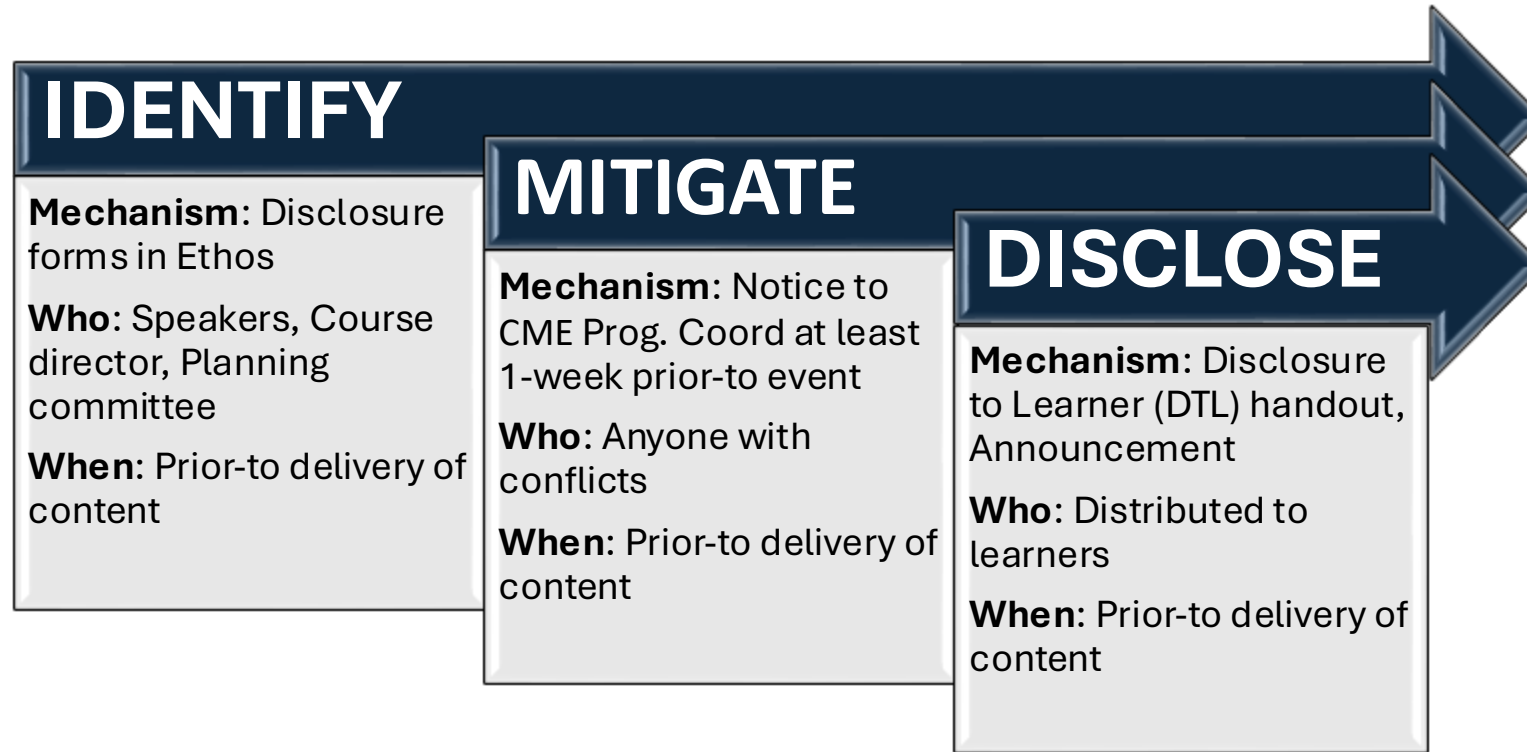 IDENTIFY
Mechanism: Disclosure
forms in Ethos
Who: Speakers, Course
director, Planning
committee
When: Prior-to delivery of
content
MITIGATE
Mechanism: Notice to
CME Prog. Coord at least
1-week prior-to event
Who: Anyone with
conflicts
When: Prior-to delivery of
content
DISCLOSE
Mechanism: Disclosure
to Learner (DTL) handout,
Announcement
Who: Distributed to
learners
When: Prior-to delivery of
content